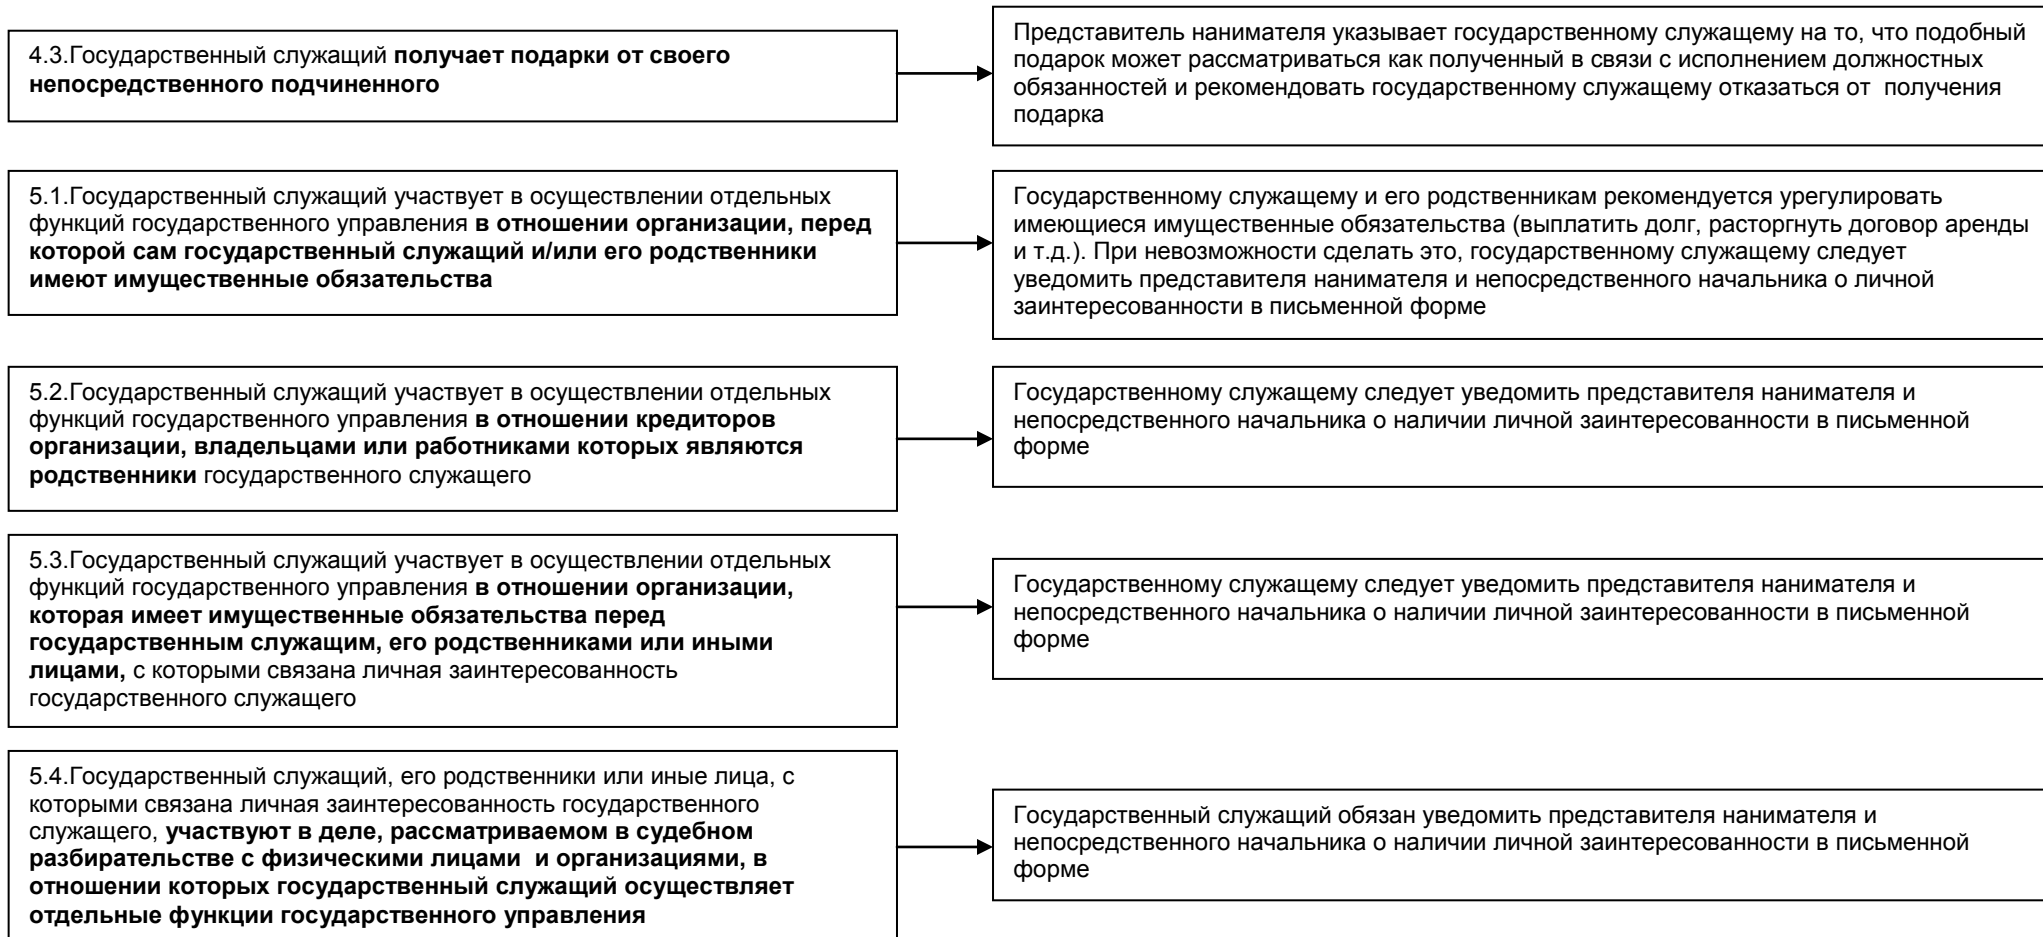 4.3.Государственный служащий получает подарки от своего
непосредственного подчиненного
Представитель нанимателя указывает государственному служащему на то, что подобный
подарок может рассматриваться как полученный в связи с исполнением должностных
обязанностей и рекомендовать государственному служащему отказаться от получения
подарка
5.1.Государственный служащий участвует в осуществлении отдельных
функций государственного управления в отношении организации, перед
которой сам государственный служащий и/или его родственники
имеют имущественные обязательства
Государственному служащему и его родственникам рекомендуется урегулировать
имеющиеся имущественные обязательства (выплатить долг, расторгнуть договор аренды
и т.д.). При невозможности сделать это, государственному служащему следует
уведомить представителя нанимателя и непосредственного начальника о личной
заинтересованности в письменной форме
5.2.Государственный служащий участвует в осуществлении отдельных
функций государственного управления в отношении кредиторов
организации, владельцами или работниками которых являются
родственники государственного служащего
Государственному служащему следует уведомить представителя нанимателя и
непосредственного начальника о наличии личной заинтересованности в письменной
форме
5.3.Государственный служащий участвует в осуществлении отдельных
функций государственного управления в отношении организации,
которая имеет имущественные обязательства перед
государственным служащим, его родственниками или иными
лицами, с которыми связана личная заинтересованность
государственного служащего
Государственному служащему следует уведомить представителя нанимателя и
непосредственного начальника о наличии личной заинтересованности в письменной
форме
5.4.Государственный служащий, его родственники или иные лица, с
которыми связана личная заинтересованность государственного
служащего, участвуют в деле, рассматриваемом в судебном
разбирательстве с физическими лицами и организациями, в
отношении которых государственный служащий осуществляет
отдельные функции государственного управления
Государственный служащий обязан уведомить представителя нанимателя и
непосредственного начальника о наличии личной заинтересованности в письменной
форме